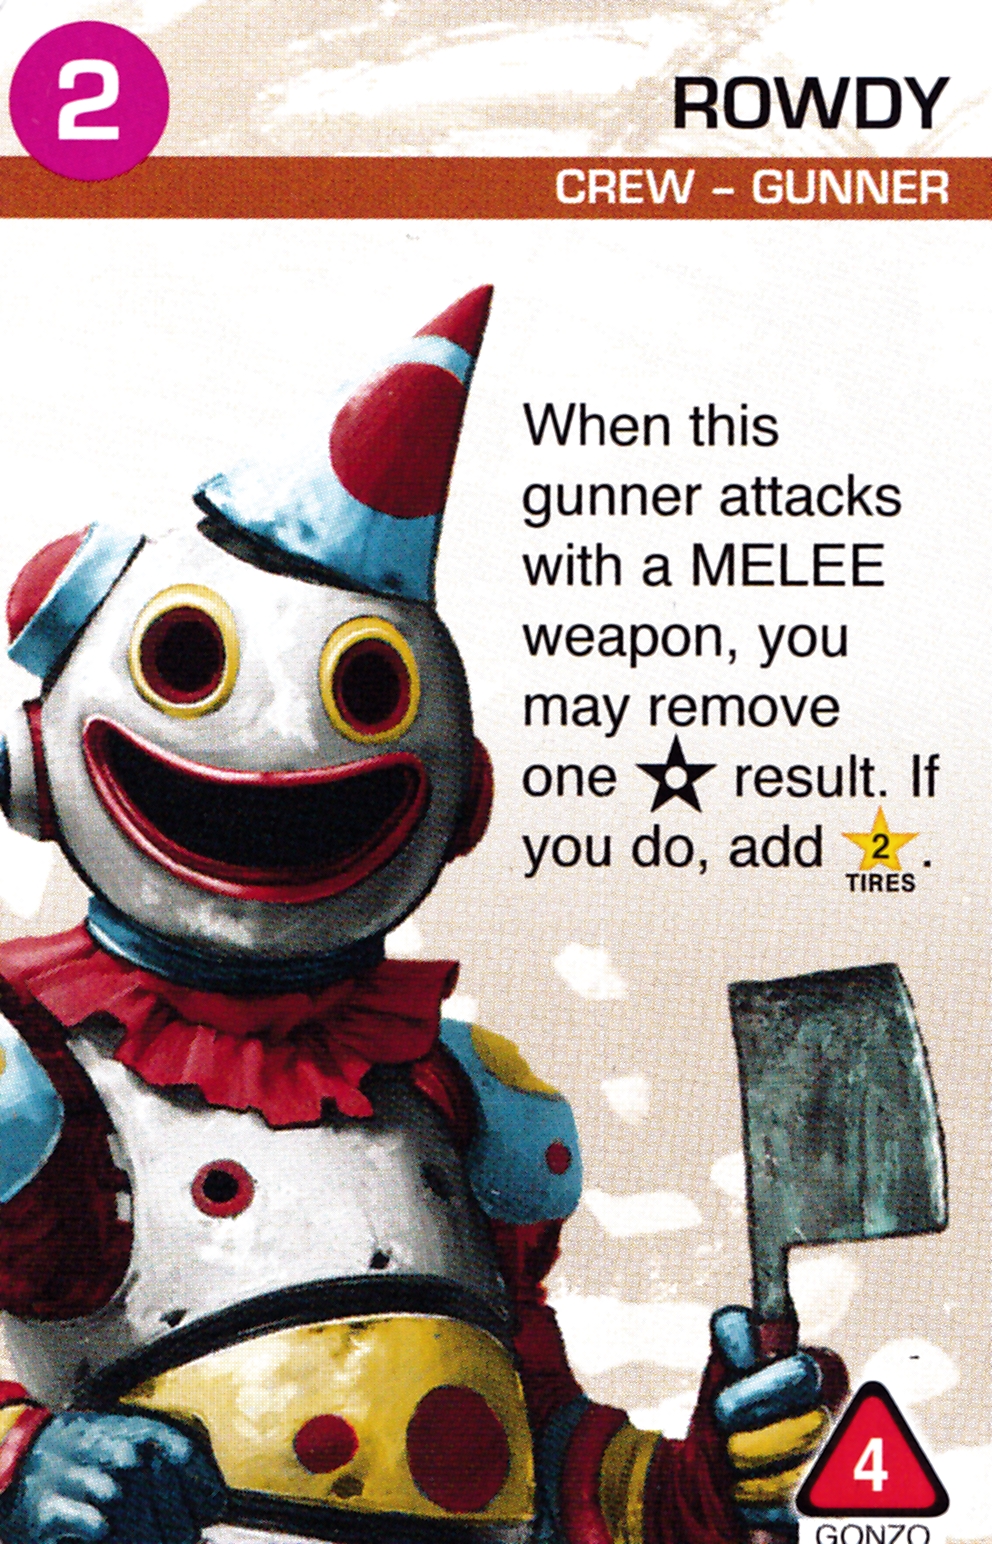 2
ROWDY
CREW – GUNNER
When this
gunner attacks
with a MELEE
weapon, you
may remove
one result. If
you do, add 2 .
TIRES
4
GONZO